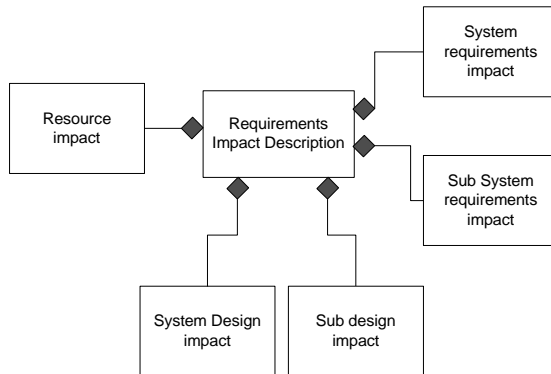 System
requirements
impact
Resource
impact
Requirements
Impact Description
Sub System
requirements
impact
System Design
impact
Sub design
impact